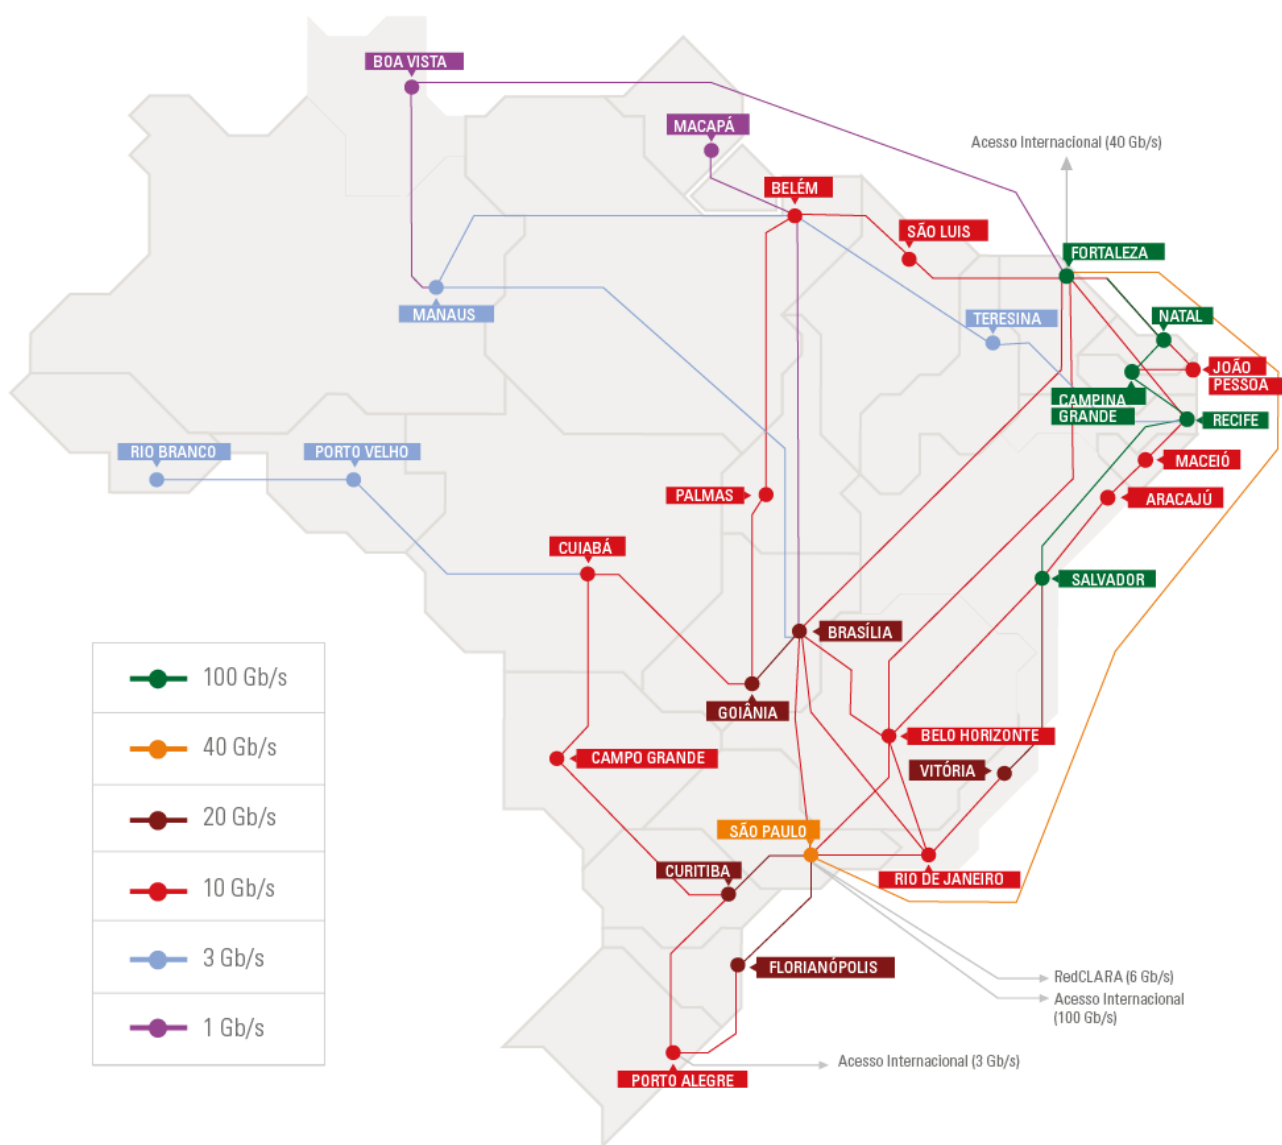 BOA VISTA
MACAPÁ
Acesso Internacional (40 Gb/s)
BELÉM
SÃO LUIS
FORTALEZA
MANAUS
TERESINA
NATAL
JOÃO
PESSOA
CAMPINA
GRANDE
RECIFE
RIO BRANCO
PORTO VELHO
MACEIÓ
PALMAS
ARACAJÚ
CUIABÁ
SALVADOR
BRASÍLIA
100 Gb/s
GOIÂNIA
BELO HORIZONTE
40 Gb/s
CAMPO GRANDE
VITÓRIA
20 Gb/s
SÃO PAULO
CURITIBA
RIO DE JANEIRO
10 Gb/s
3 Gb/s
FLORIANÓPOLIS
RedCLARA (6 Gb/s)
Acesso Internacional
(100 Gb/s)
1 Gb/s
Acesso Internacional (3 Gb/s)
PORTO ALEGRE